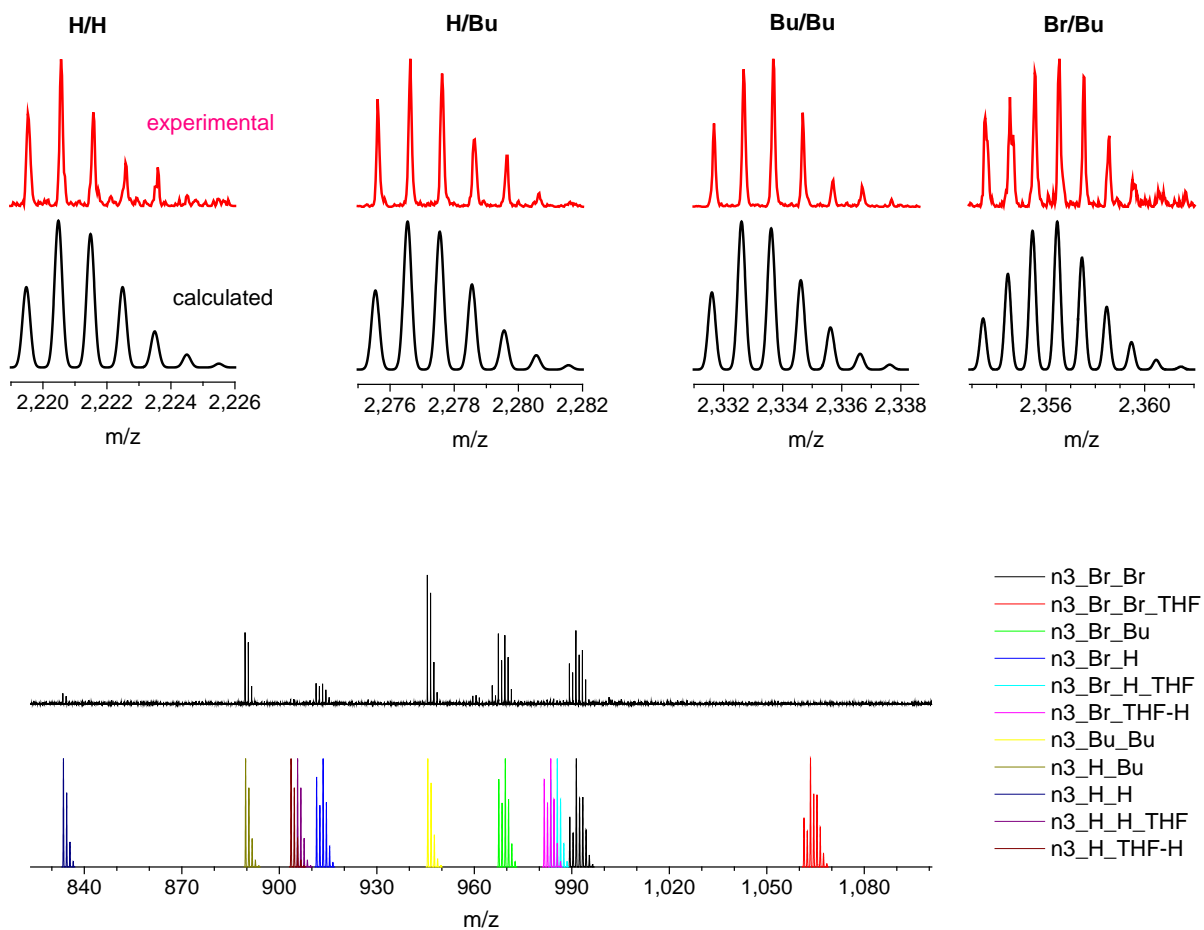 H/H
H/Bu
Bu/Bu
Br/Bu
experimental
calculated
2,220 2,222 2,224 2,226
m/z
2,276 2,278 2,280 2,282
m/z
2,332 2,334 2,336 2,338
m/z
2,356 2,360
m/z
n3_Br_Br
n3_Br_Br_THF
n3_Br_Bu
n3_Br_H
n3_Br_H_THF
n3_Br_THF-H
n3_Bu_Bu
n3_H_Bu
n3_H_H
n3_H_H_THF
n3_H_THF-H
840 870 900 930 960 990 1,020 1,050 1,080
m/z